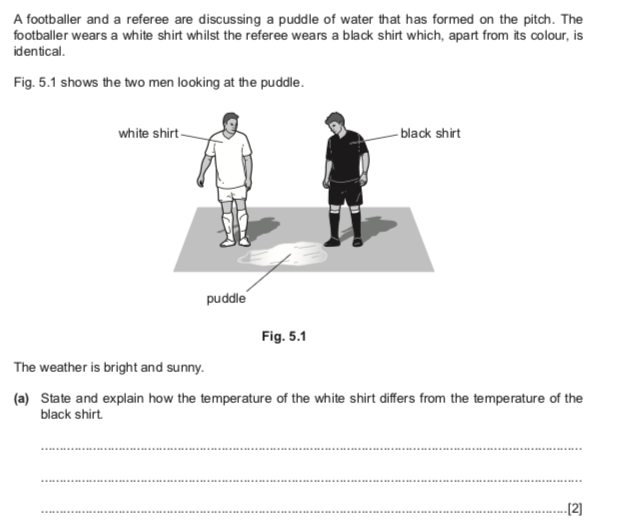 A footballer and a referee are discussing a puddle of water that has formed on the pitch. The
footballer wears a white shirt whilst the referee wears a black shirt which, apart from its colour, is
identical.
Fig. 5.1 shows the two men looking at the puddle.
white shirt
black shirt
puddle
Fig. 5.1
The weather is bright and sunny.
(a) State and explain how the temperature of the white shirt differs from the temperature of the
black shirt.
[2]